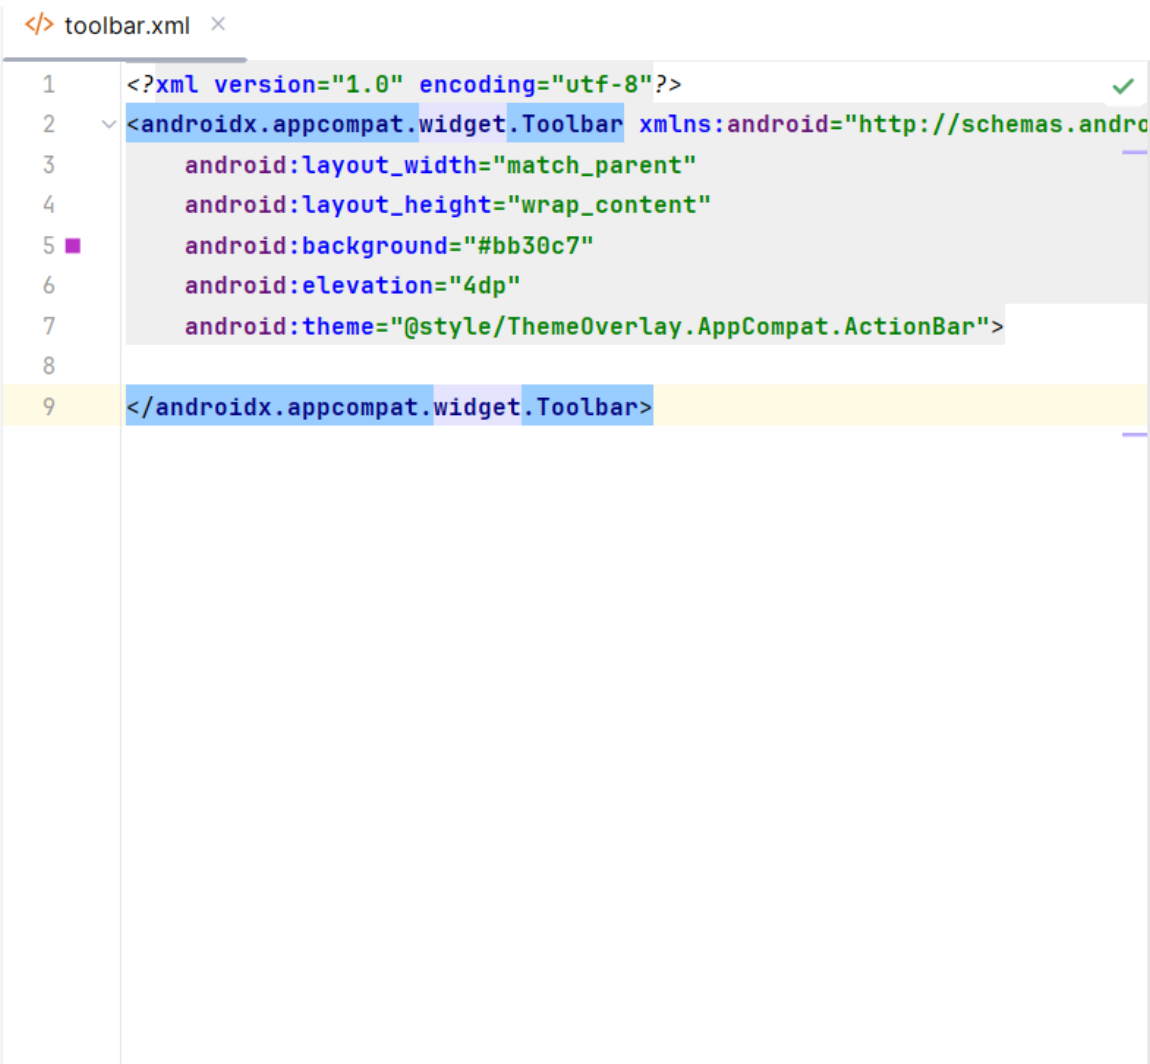 </> toolbar.xml ×
1 <?xml version="1.0" encoding="utf-8"?>
2 <androidx.appcompat.widget.Toolbar xmlns:android="http://schemas.andro
3 android:layout_width="match_parent"
4 android:layout_height="wrap_content"
5 android:background="#bb30c7"
6 android:elevation="4dp"
7 android:theme="@style/ThemeOverlay.AppCompat.ActionBar">
8
9 </androidx.appcompat.widget.Toolbar>